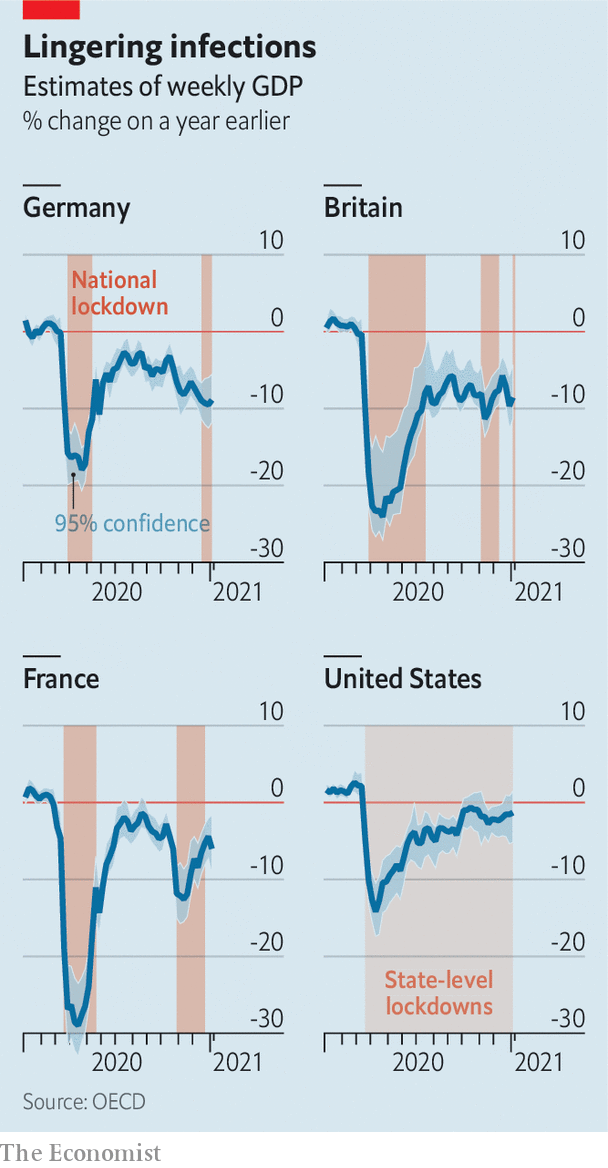 Lingering infections
Estimates of weekly GDP
% change on a year earlier
Germany
10
National
lockdown
0
-10
-20
95% confidence
-30
2020
2021
Britain
10
0
-10
-20
-30
2020
2021
France
10
0
-10
-20
-30
2020
2021
United States
10
0
-10
-20
State-level
lockdowns
-30
2020
2021
Source: OECD
The Economist